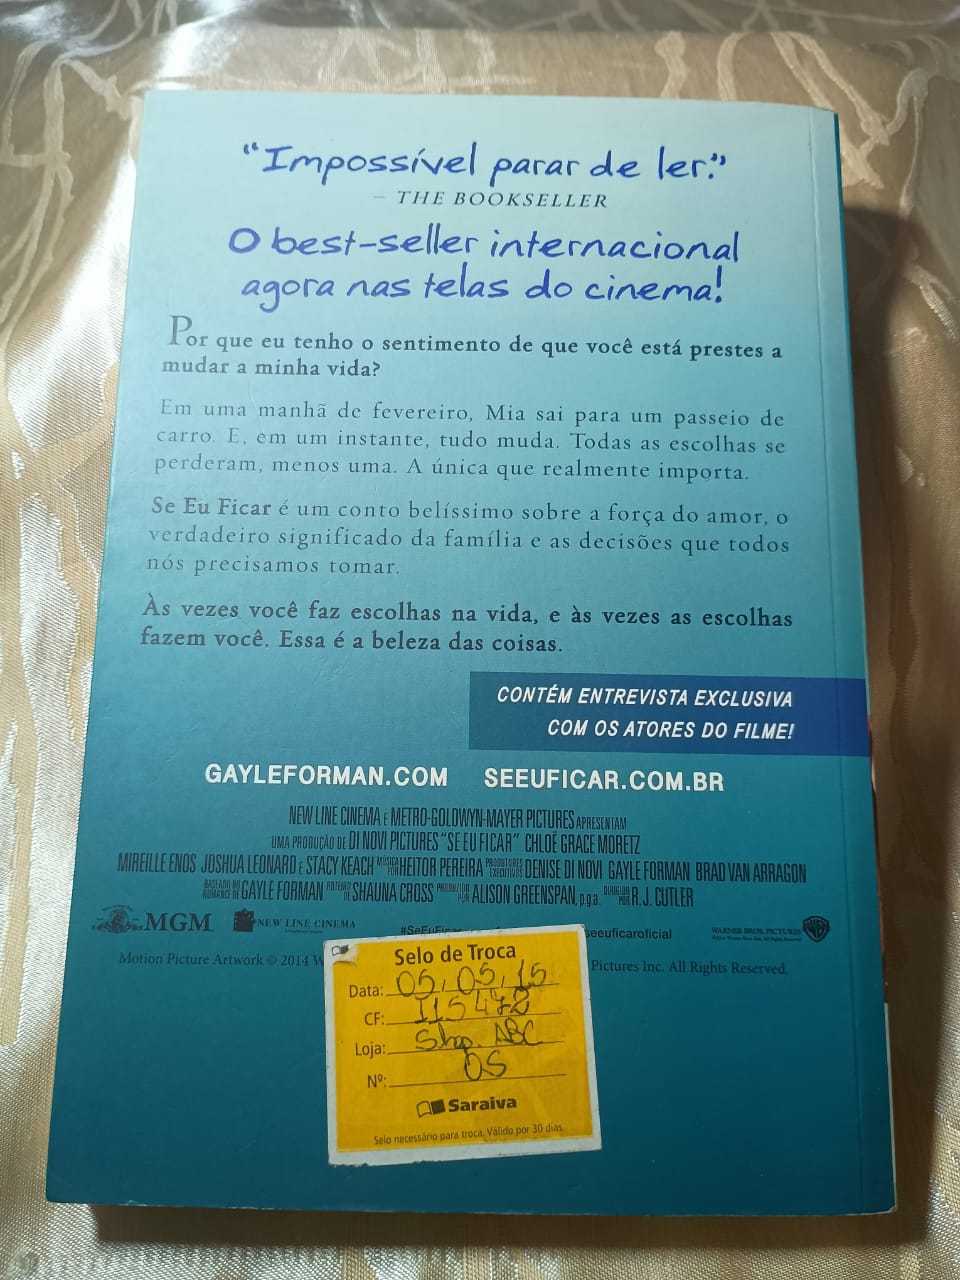 “Impossível parar de ler.”
– THE BOOKSELLER
O best-seller internacional
agora nas telas do cinema!
Por que eu tenho o sentimento de que você está prestes a
mudar a minha vida?
Em uma manhã de fevereiro, Mia sai para um passeio de
carro. E, em um instante, tudo muda. Todas as escolhas se
perderam, menos uma. A única que realmente importa.
Se Eu Ficar é um conto belíssimo sobre a força do amor, o
verdadeiro significado da família e as decisões que todos
nós precisamos tomar.
Às vezes você faz escolhas na vida, e às vezes as escolhas
fazem você. Essa é a beleza das coisas.
CONTÉM ENTREVISTA EXCLUSIVA
COM OS ATORES DO FILME!
GAYLEFORMAN.COM SEEUFICAR.COM.BR
NEW LINE CINEMA E METRO-GOLDWYN-MAYER PICTURES APRESENTAM
UMA PRODUÇÃO DE DI NOVI PICTURES “SE EU FICAR” CHLOË GRACE MORETZ
MIREILLE ENOS JOSHUA LEONARD E STACY KEACH MÚSICA POR HEITOR PEREIRA PRODUTORES EXECUTIVOS DENISE DI NOVI GAYLE FORMAN BRAD VAN ARRAGON
BASEADO NO ROMANCE DE GAYLE FORMAN ROTEIRO DE SHAUNA CROSS PRODUZIDO POR ALISON GREENSPAN, p.g.a. DIRIGIDO POR R.J. CUTLER
MGM NEW LINE CINEMA #SeEuFicar seeuficaroficial WARNER BROS. PICTURES
Motion Picture Artwork © 2014 W Pictures Inc. All Rights Reserved.
Selo de Troca
Data: 05, 05, 15
CF: 115472
Loja: Shop. ABC
Nº: 05
Saraiva
Selo necessário para troca. Válido por 30 dias.